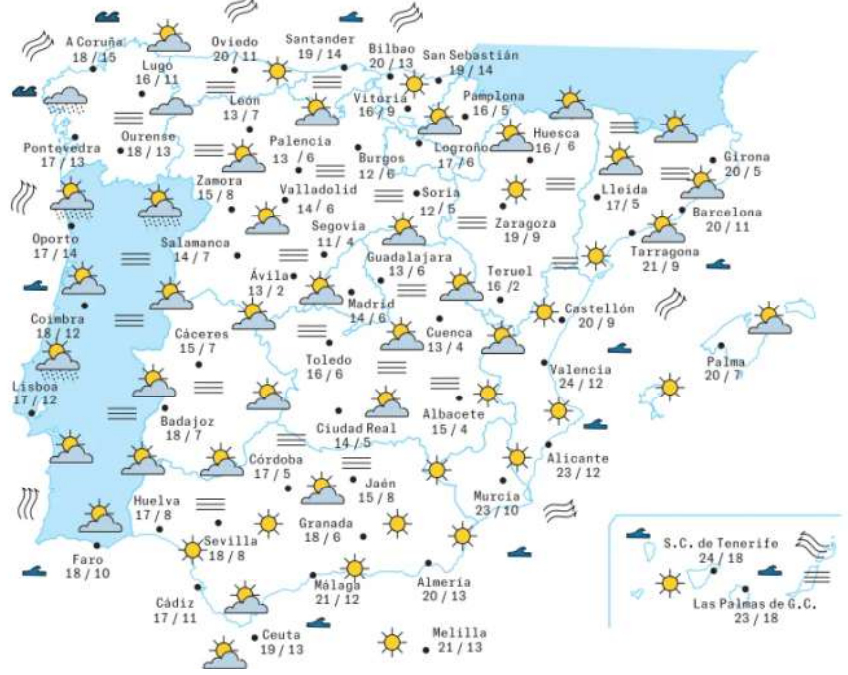 A Coruña
18 / 15
Lugo
16 / 11
Oviedo
20 / 11
Santander
19 / 14
Bilbao
20 / 13
San Sebastián
19 / 14
León
13 / 7
Vitoria
16 / 9
Pamplona
16 / 5
Pontevedra
17 / 13
Ourense
18 / 13
Palencia
13 / 6
Burgos
12 / 6
Logroño
17 / 6
Huesca
16 / 6
Girona
20 / 5
Zamora
15 / 8
Valladolid
14 / 6
Soria
12 / 5
Zaragoza
19 / 9
Lleida
17 / 5
Barcelona
20 / 11
Oporto
17 / 14
Salamanca
14 / 7
Segovia
11 / 4
Guadalajara
13 / 6
Tarragona
21 / 9
Ávila
13 / 2
Madrid
14 / 6
Teruel
16 / 2
Coimbra
18 / 12
Cáceres
15 / 7
Cuenca
13 / 4
Castellón
20 / 9
Toledo
16 / 6
Valencia
24 / 12
Palma
20 / 7
Lisboa
17 / 12
Badajoz
18 / 7
Ciudad Real
14 / 5
Albacete
15 / 4
Alicante
23 / 12
Córdoba
17 / 5
Jaén
15 / 8
Murcia
23 / 10
Huelva
17 / 8
Sevilla
18 / 8
Granada
18 / 6
Faro
18 / 10
Cádiz
17 / 11
Málaga
21 / 12
Almería
20 / 13
S.C. de Tenerife
24 / 18
Las Palmas de G.C.
23 / 18
Ceuta
19 / 13
Melilla
21 / 13